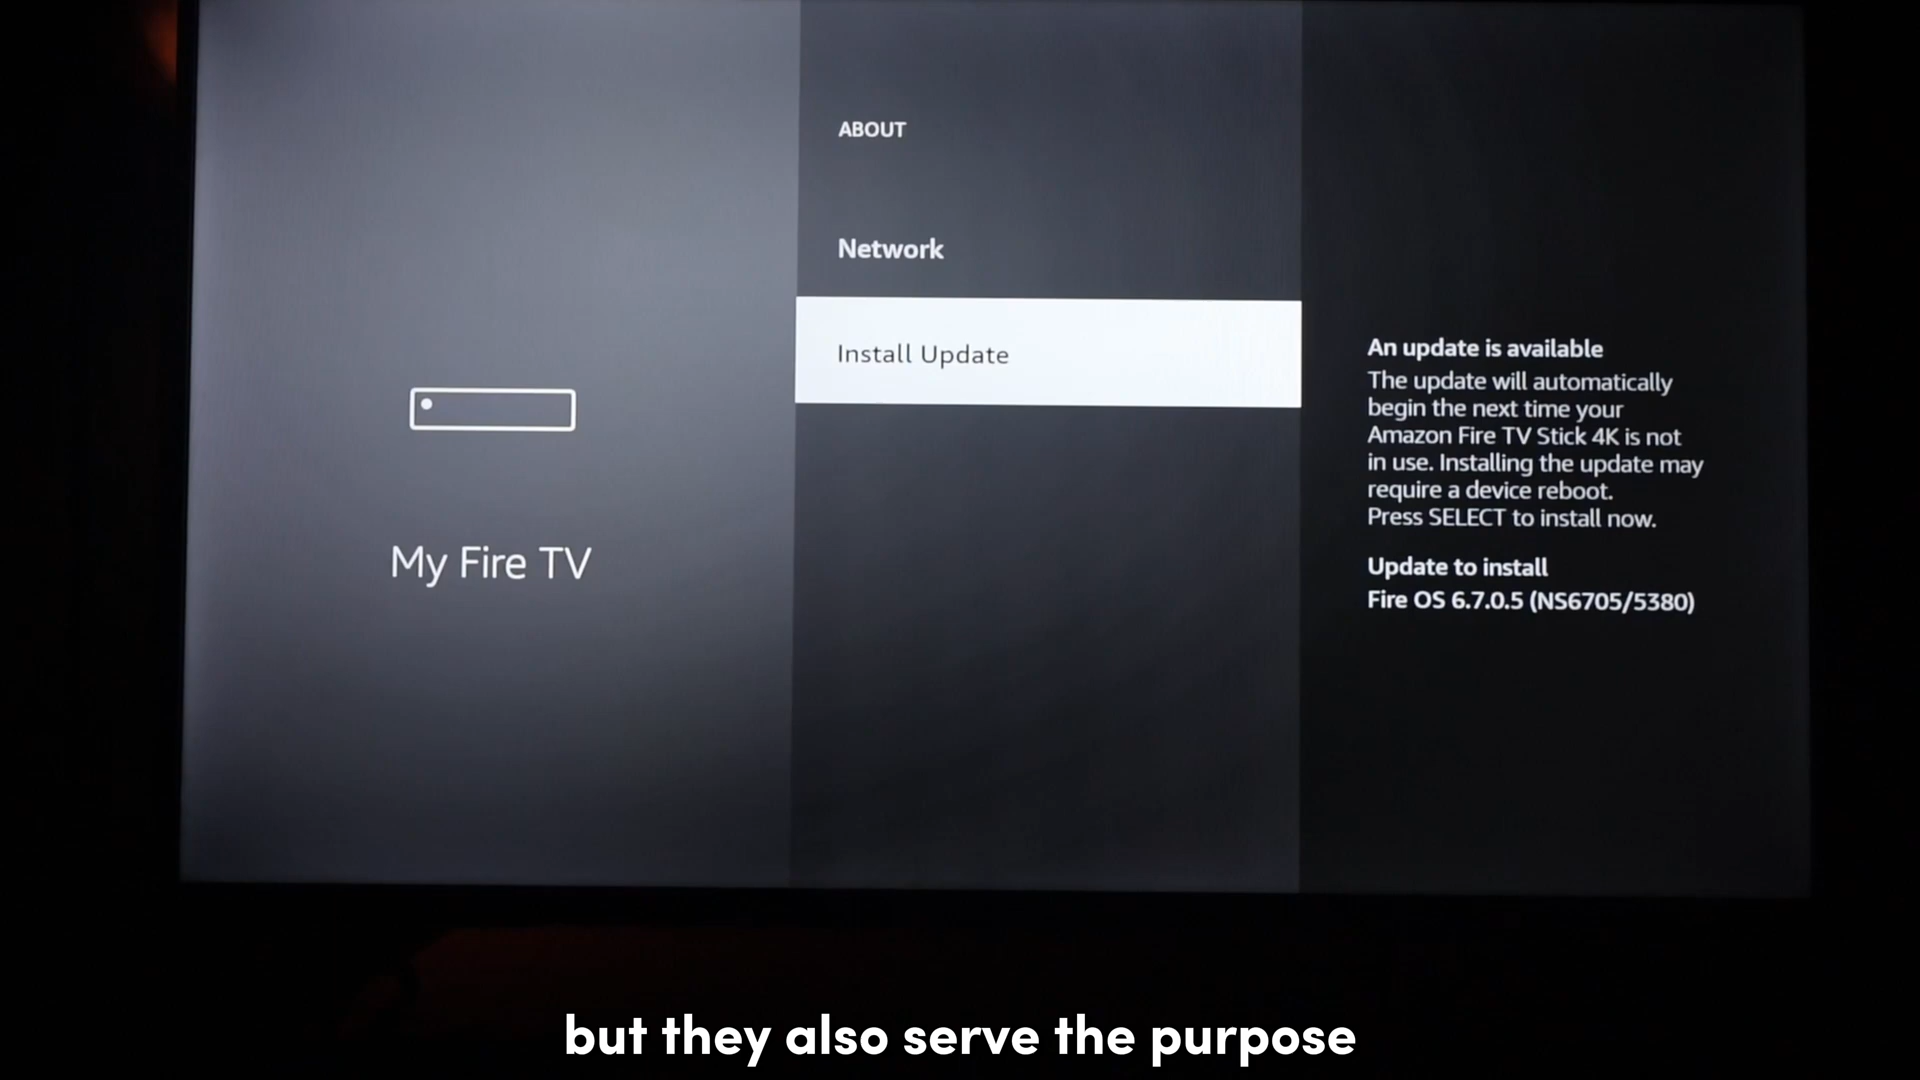 ABOUT
Network
Install Update
My Fire TV
An update is available
The update will automatically
begin the next time your
Amazon Fire TV Stick 4K is not
in use. Installing the update may
require a device reboot.
Press SELECT to install now.
Update to install
Fire OS 6.7.0.5 (NS6705/5380)
but they also serve the purpose